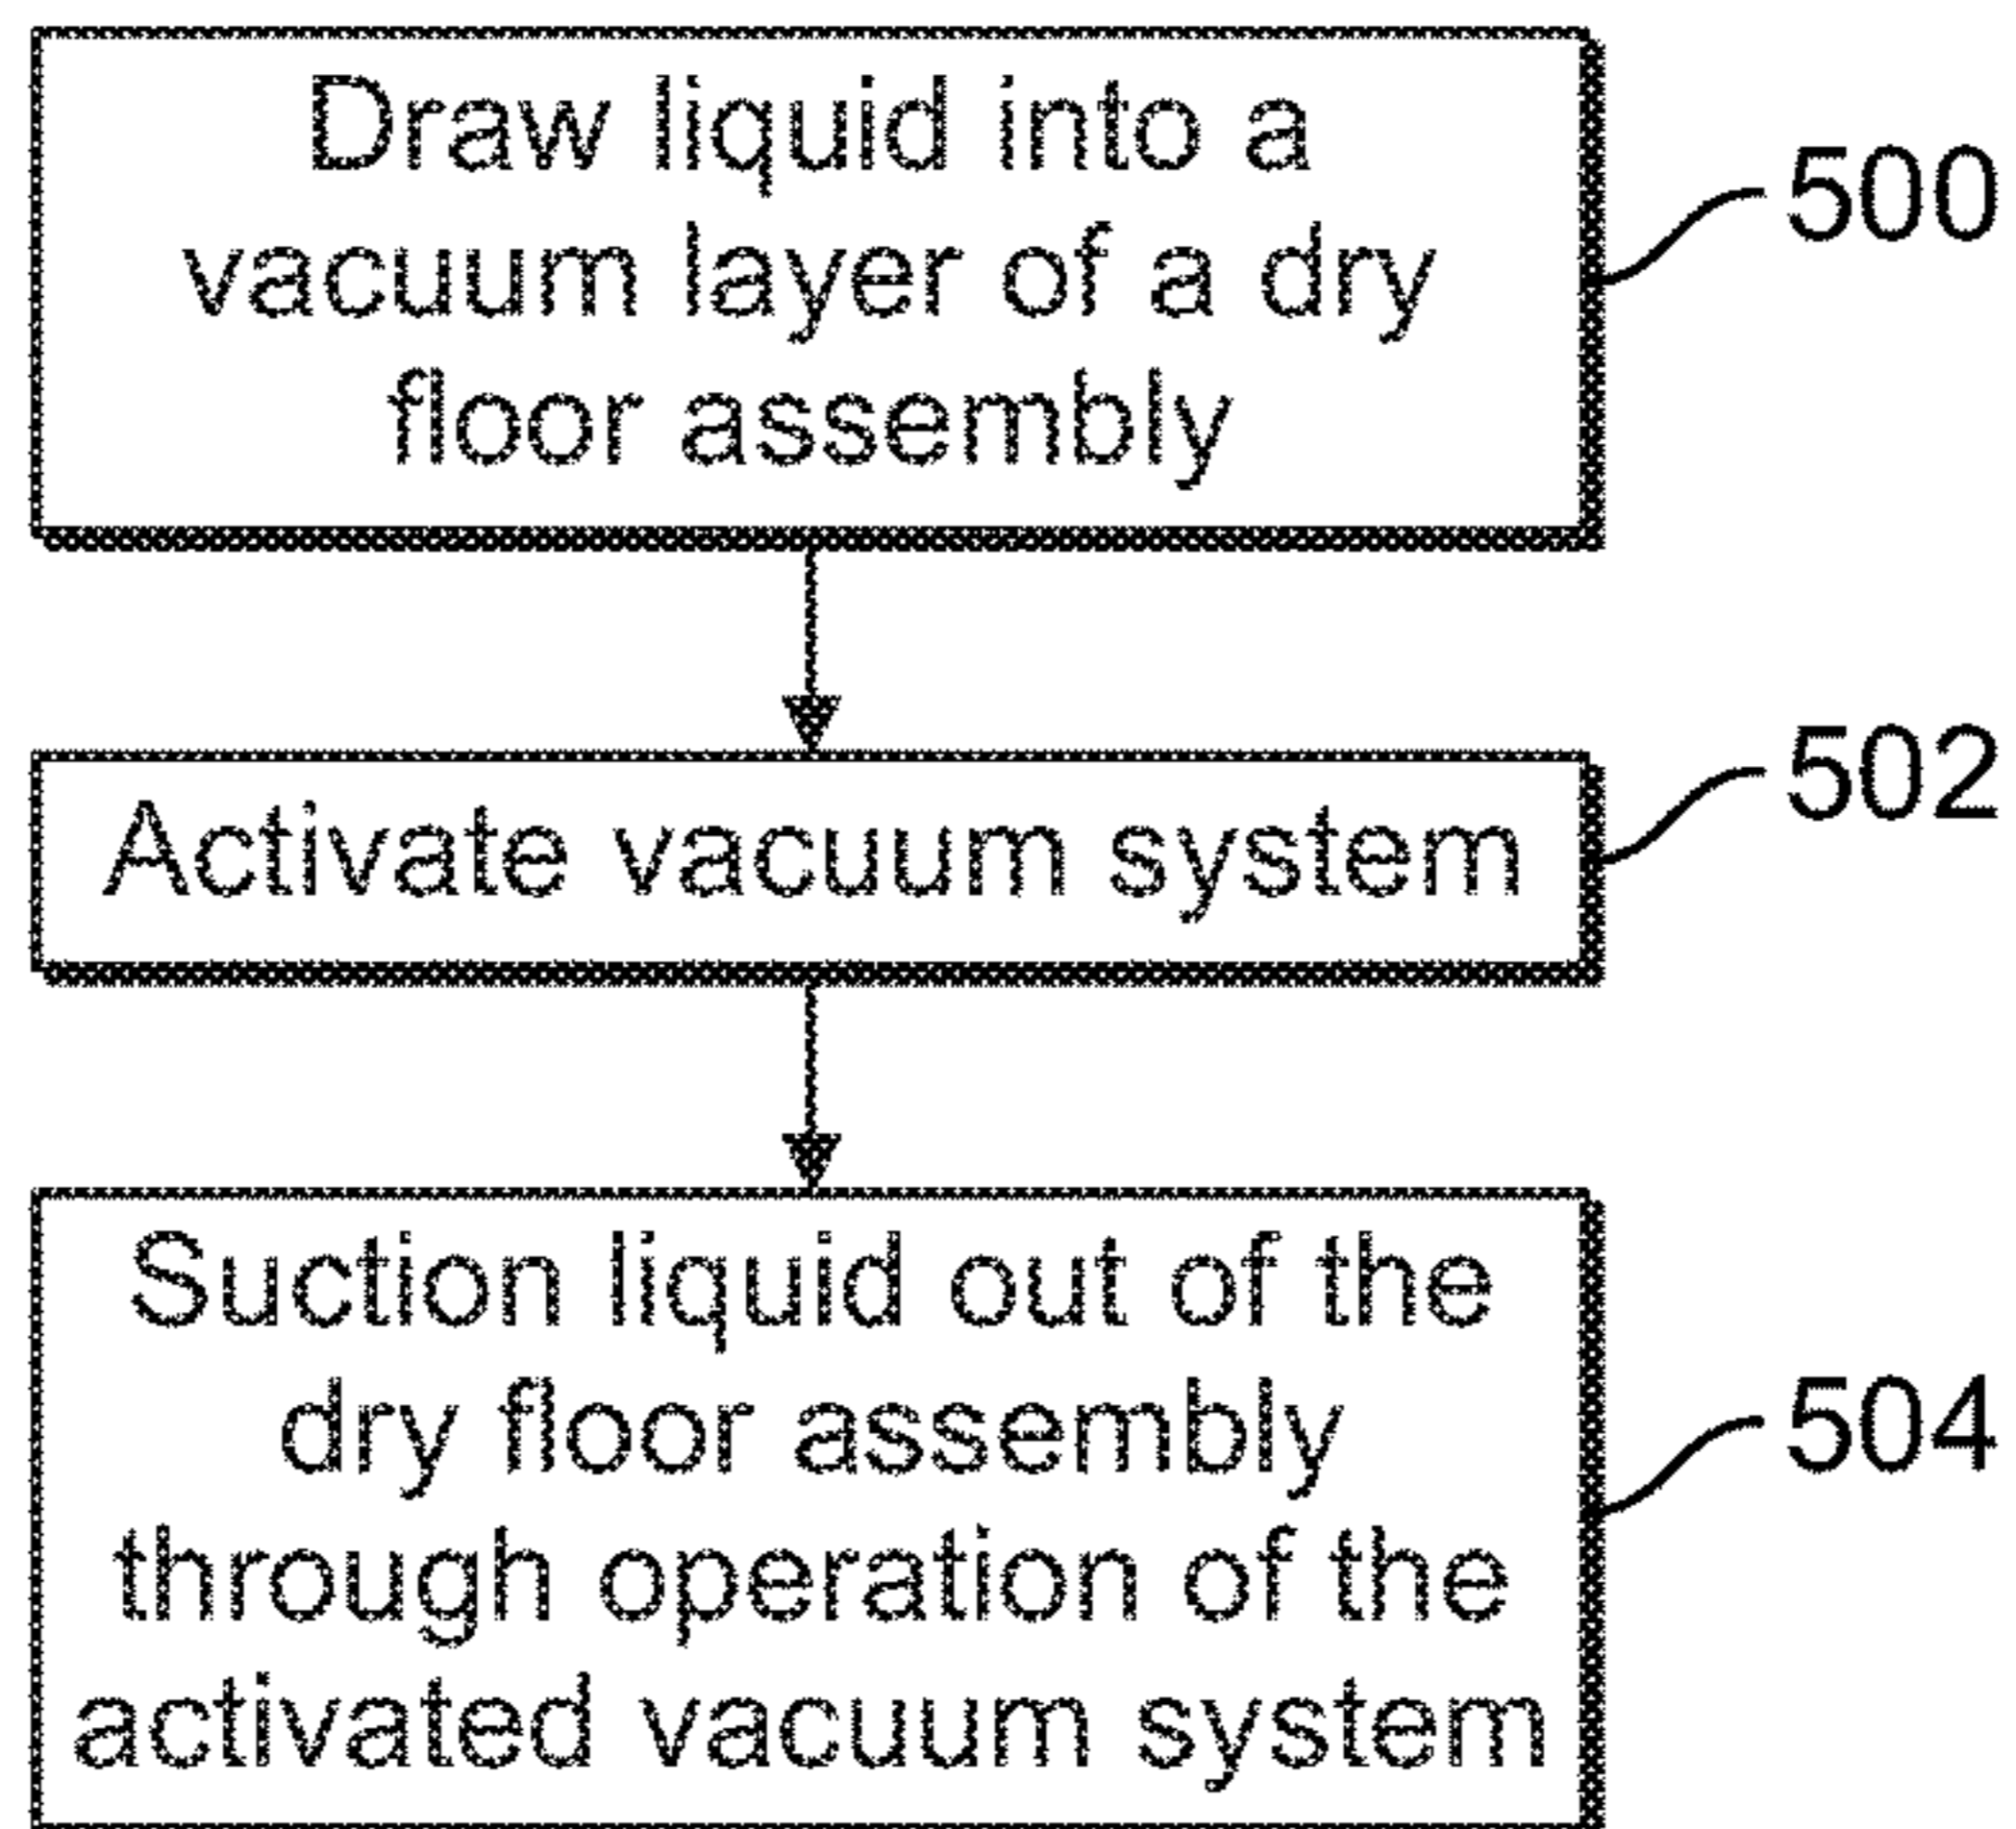 Draw liquid into a
vacuum layer of a dry
floor assembly
500
Activate vacuum system
502
Suction liquid out of the
dry floor assembly
through operation of the
activated vacuum system
504